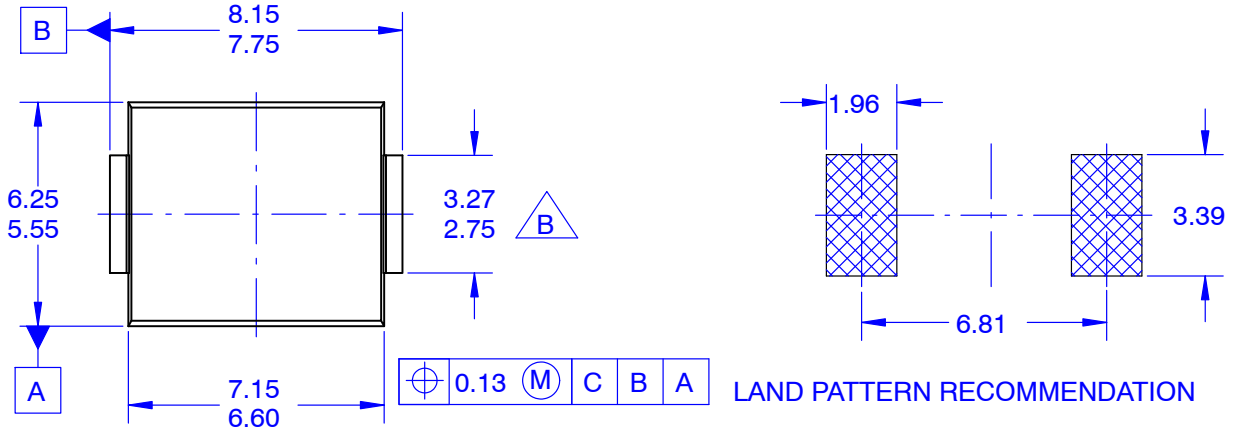 B
8.15
7.75
1.96
6.25
5.55
3.27
2.75
B
3.39
6.81
A
7.15
6.60
0.13 M C B A
LAND PATTERN RECOMMENDATION